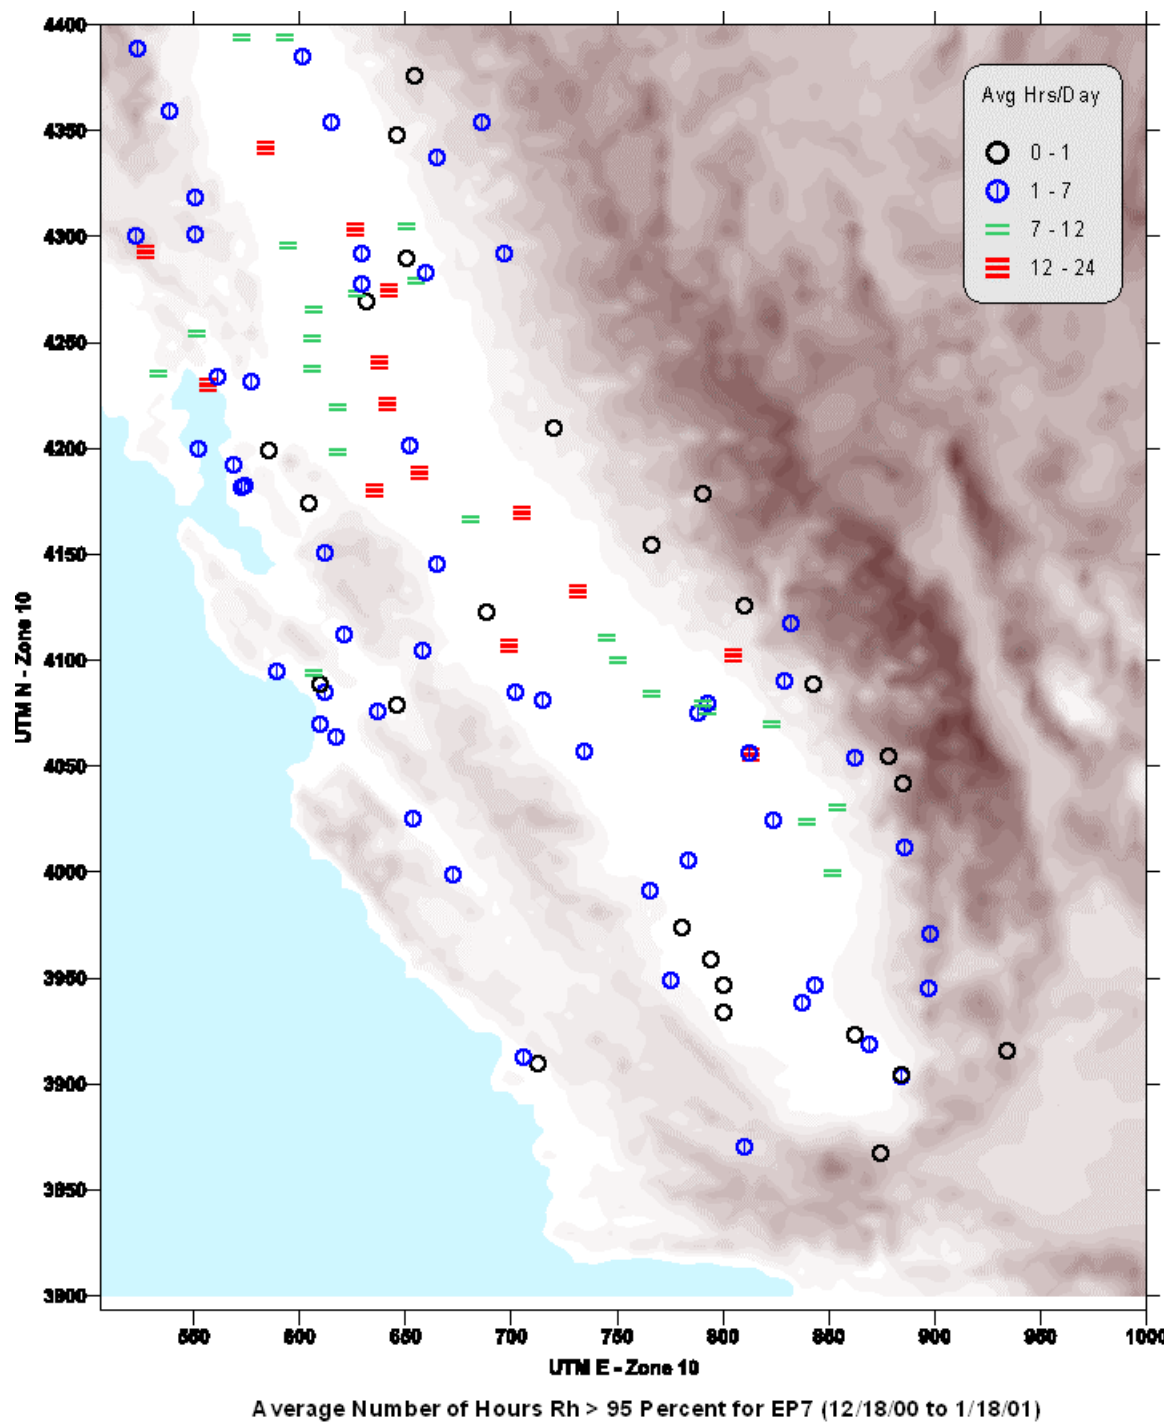 4400
4350
4300
4250
4200
4150
4100
4050
4000
3950
3900
3850
3800
UTM N - Zone 10
Avg Hrs/Day
0 - 1
1 - 7
7 - 12
12 - 24
550 600 650 700 750 800 850 900 950 1000
UTM E - Zone 10
Average Number of Hours Rh > 95 Percent for EP7 (12/18/00 to 1/18/01)